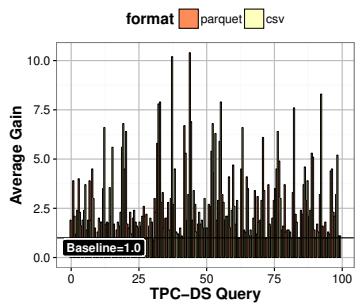 format parquet csv
Average Gain
10.0
7.5
5.0
2.5
0.0
Baseline=1.0
0 25 50 75 100
TPC-DS Query